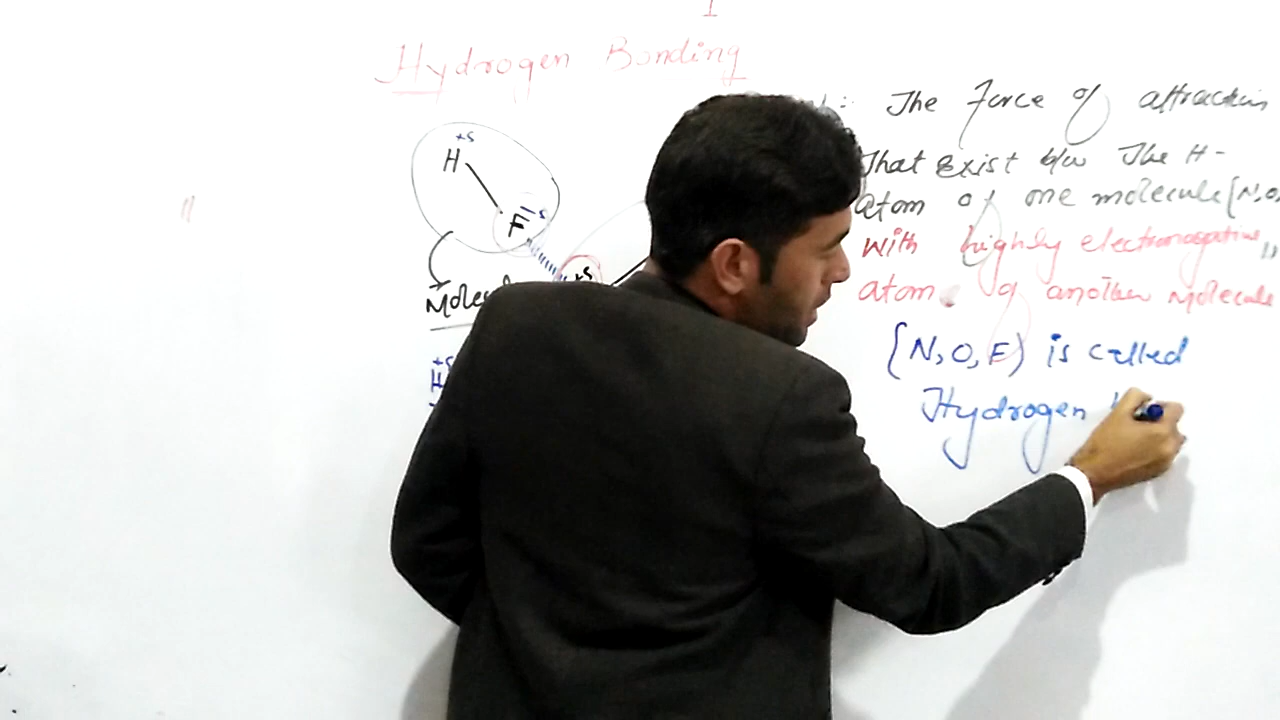 Hydrogen Bonding
+δ
H
-δ
F
+δ
: The Force of attraction
That exist b/w The H-
atom of one molecule (N,O,
with highly electronegative
atom of another Molecule
(N,O,F) is called
Hydrogen
Molec
+δ
H